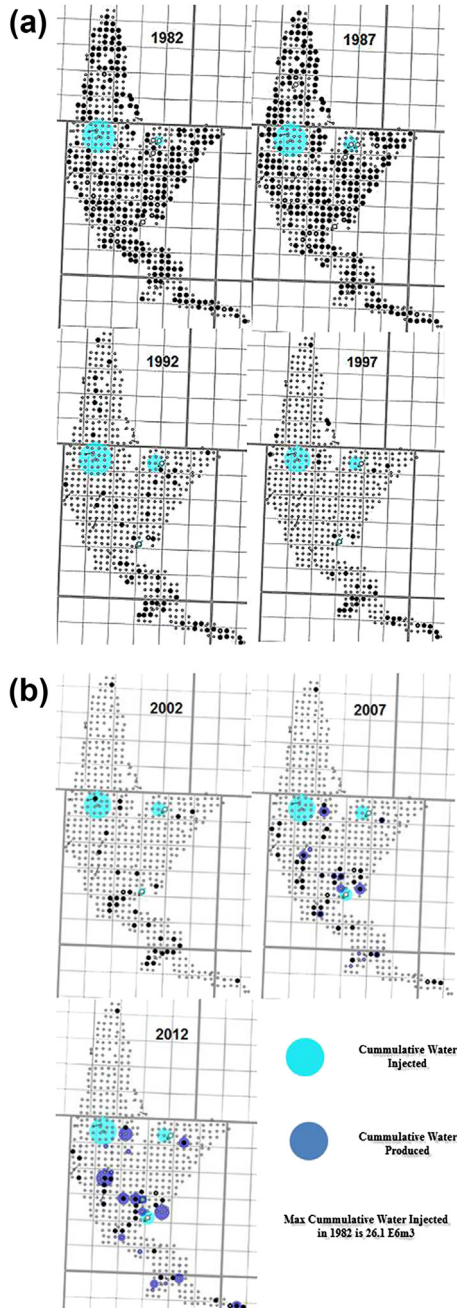 (a)
1982
1987
1992
1997
(b)
2002
2007
2012
Cummulative Water
Injected
Cummulative Water
Produced
Max Cummulative Water Injected
in 1982 is 26.1 E6m3